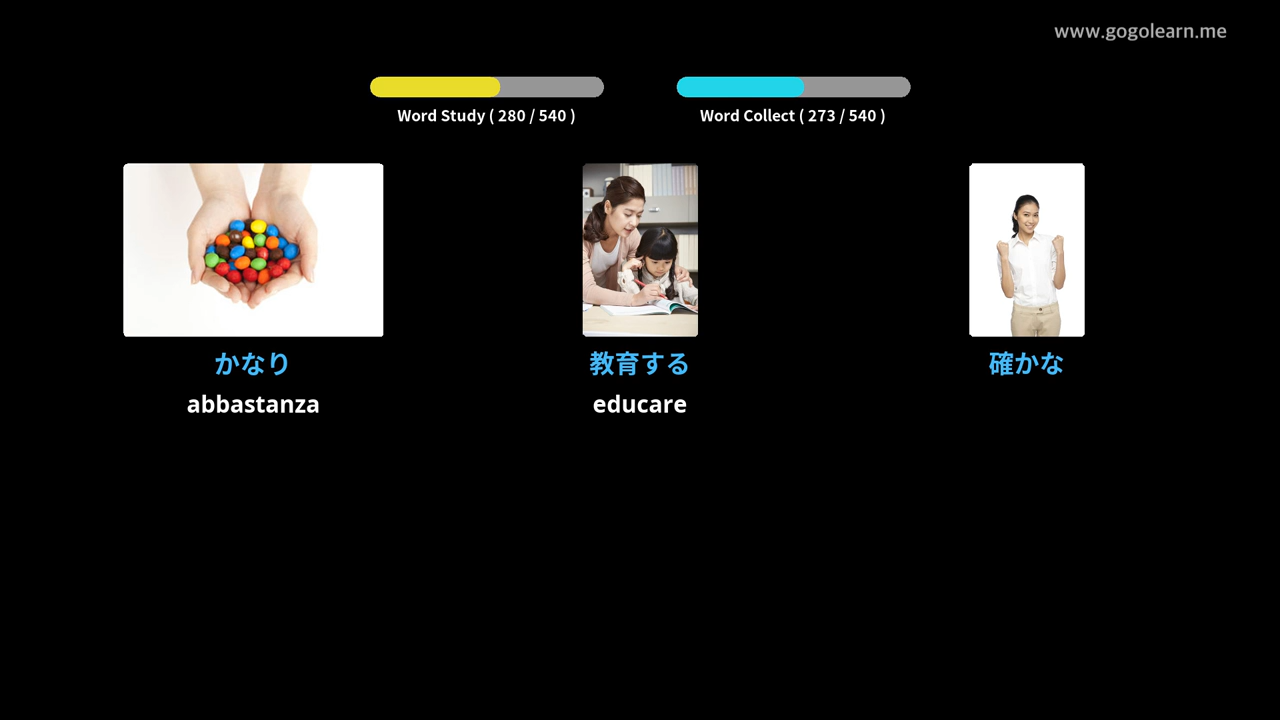 www.gogolearn.me
Word Study ( 280 / 540 )
Word Collect ( 273 / 540 )
かなり
教育する
確かな
abbastanza
educare